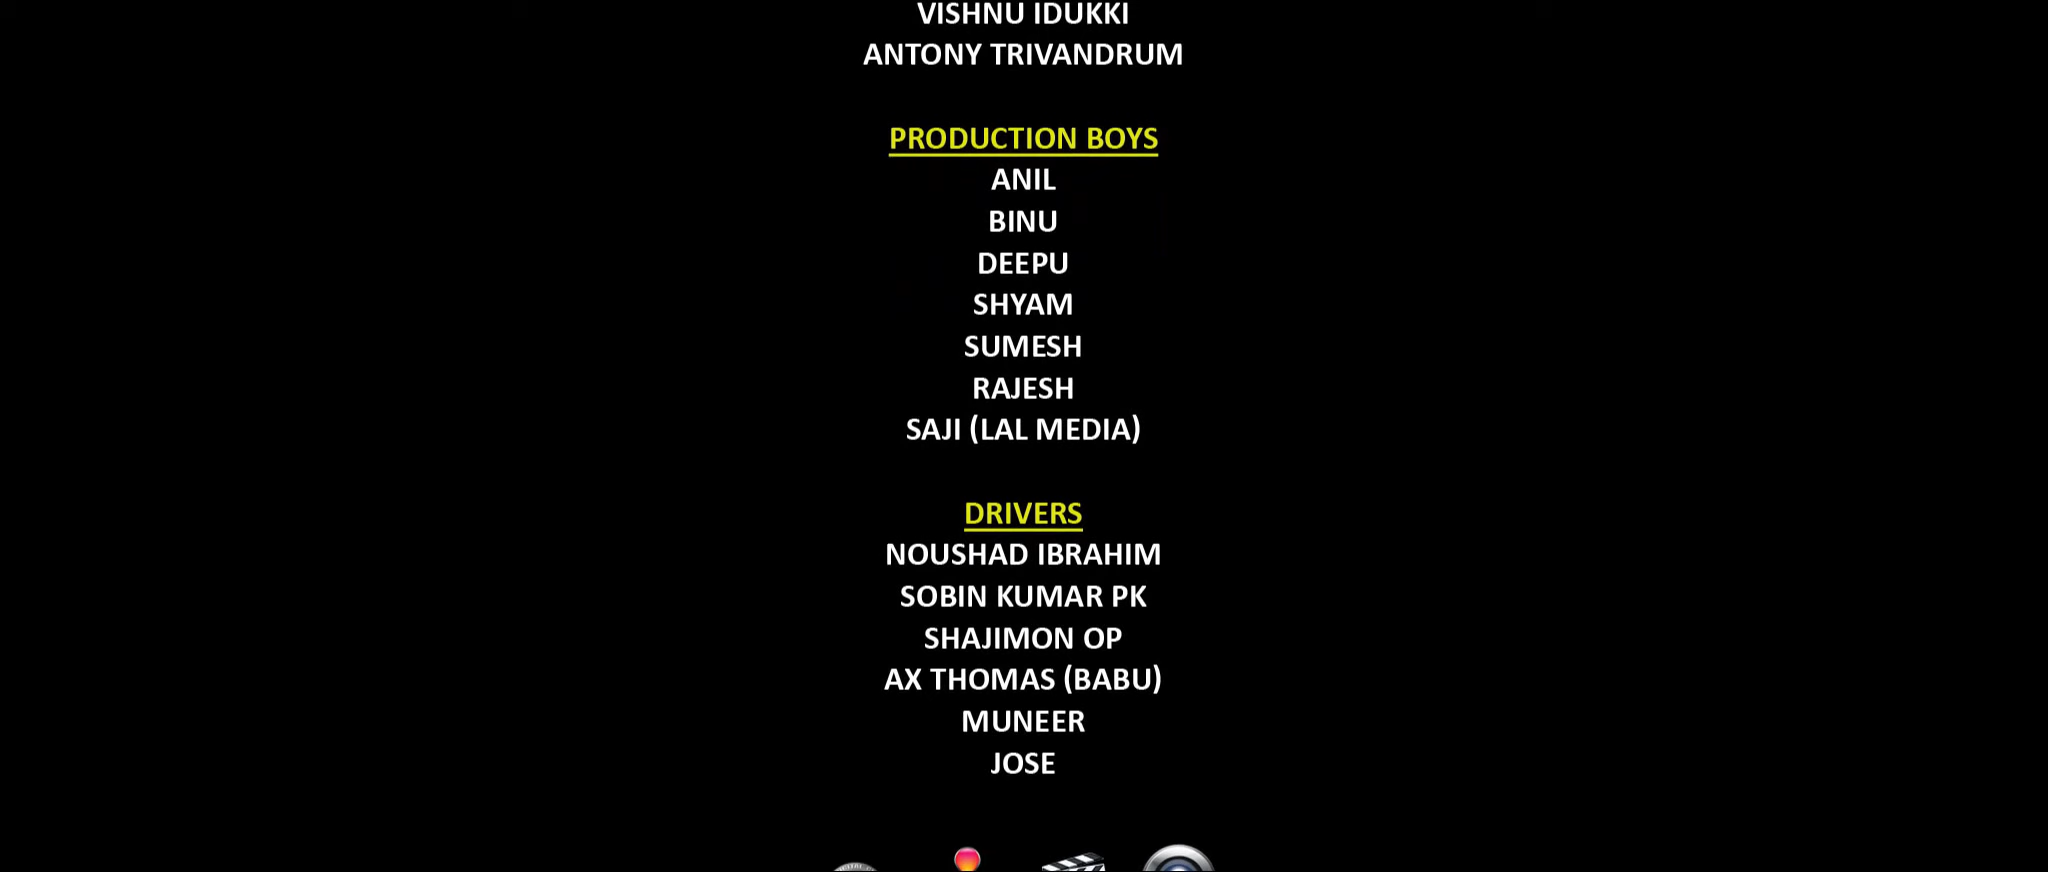 VISHNU IDUKKI
ANTONY TRIVANDRUM
PRODUCTION BOYS
ANIL
BINU
DEEPU
SHYAM
SUMESH
RAJESH
SAJI (LAL MEDIA)
DRIVERS
NOUSHAD IBRAHIM
SOBIN KUMAR PK
SHAJIMON OP
AX THOMAS (BABU)
MUNEER
JOSE